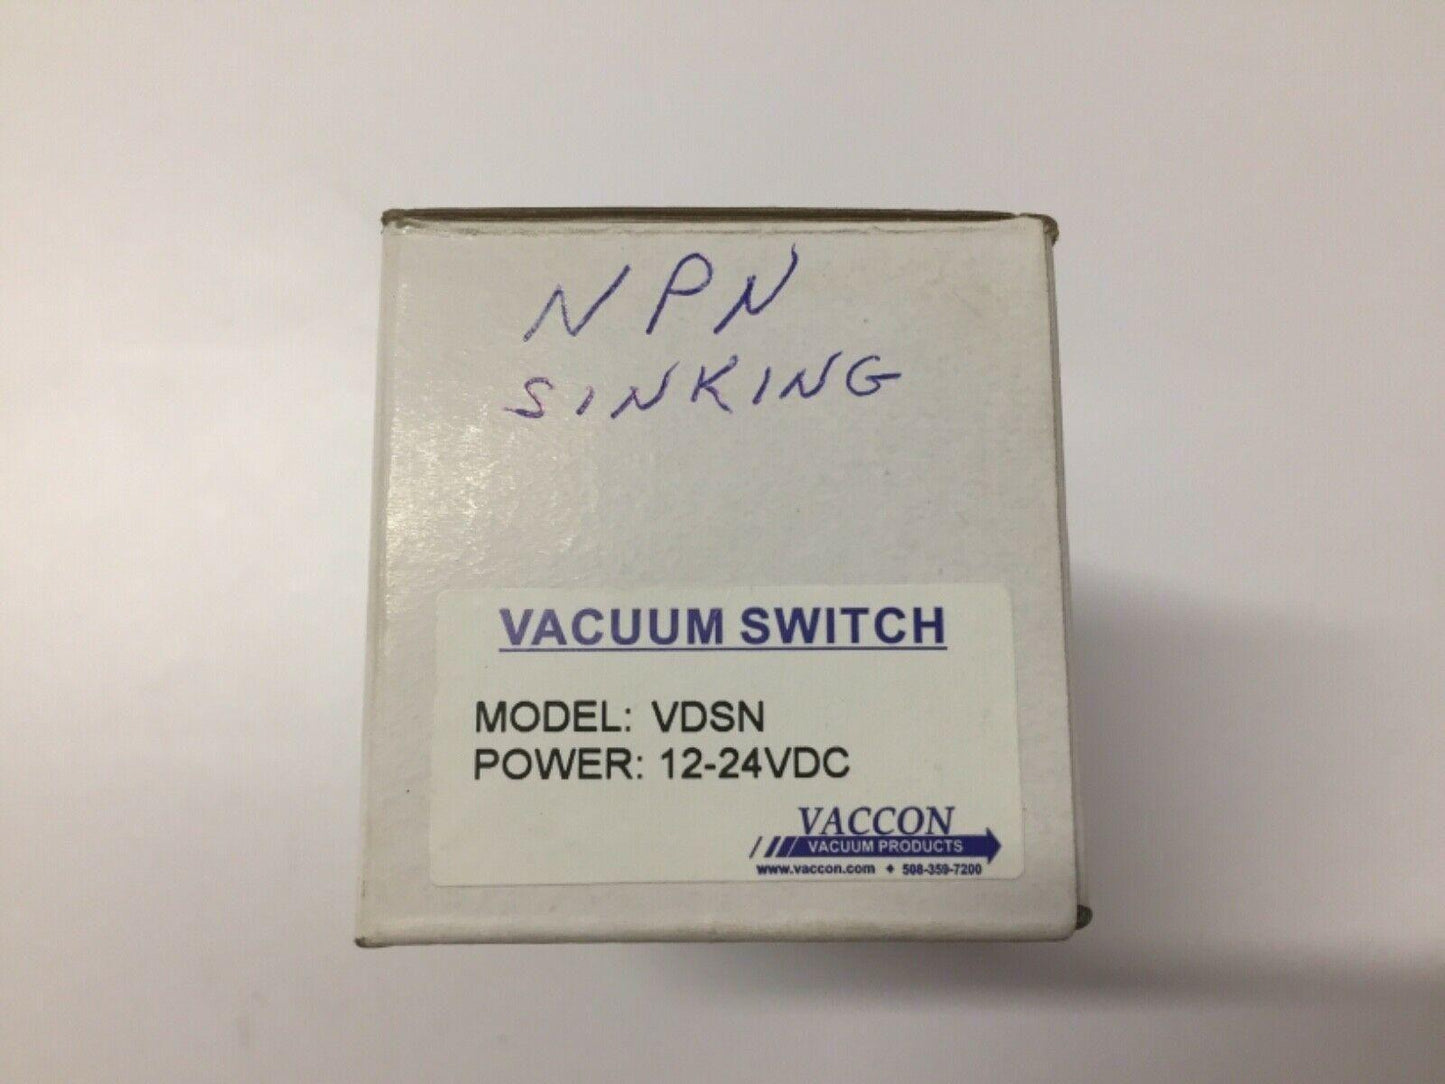 NPN
SINKING
VACUUM SWITCH
MODEL: VDSN
POWER: 12-24VDC
VACCON
VACUUM PRODUCTS
www.vaccon.com ✦ 508-359-7200